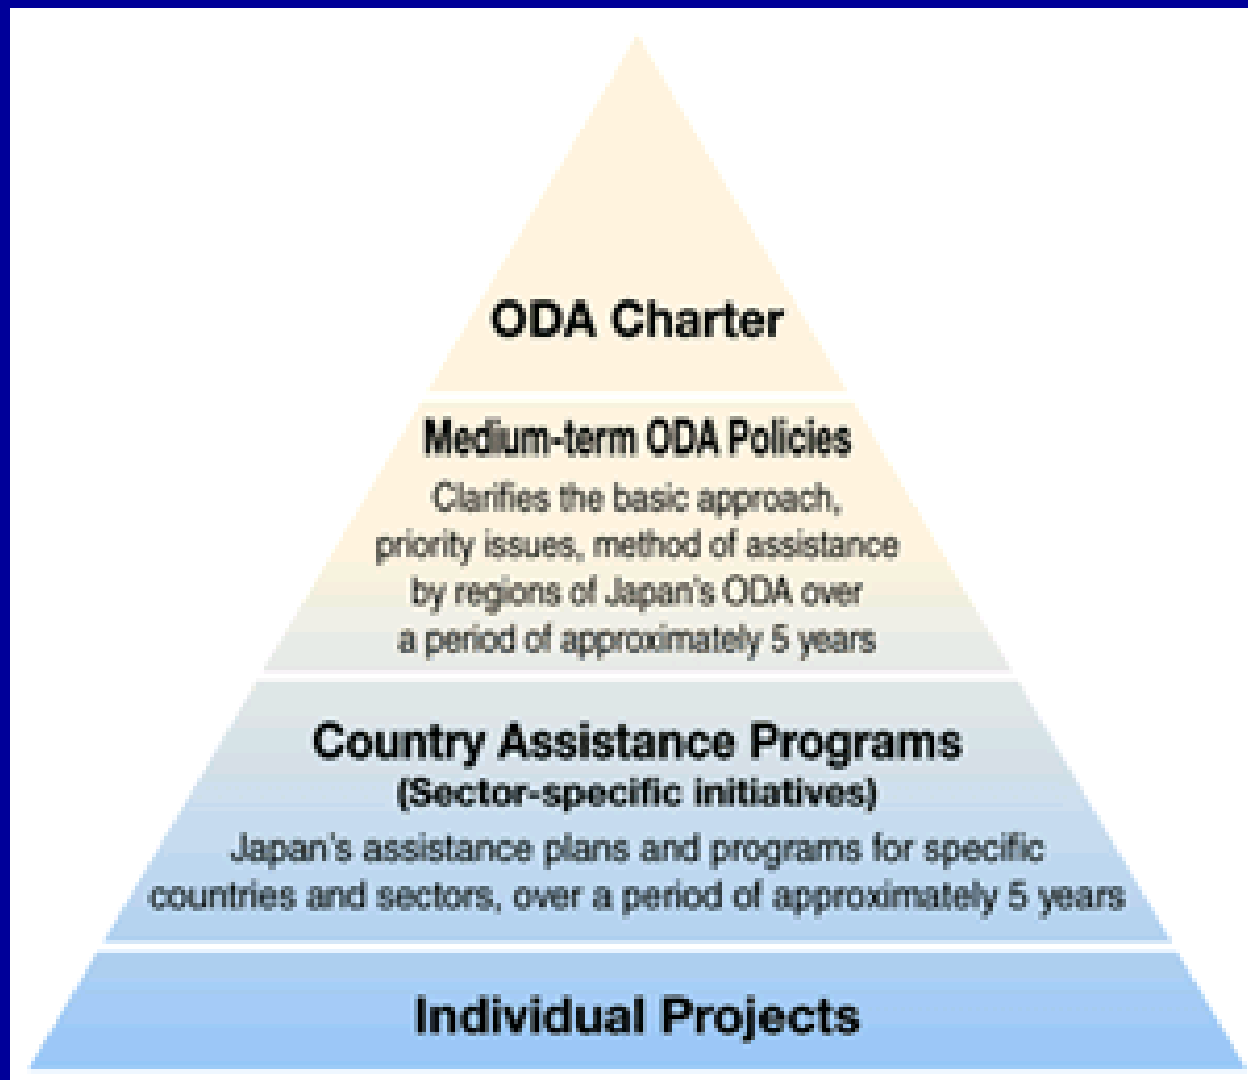 ODA Charter
Medium-term ODA Policies
Clarifies the basic approach,
priority issues, method of assistance
by regions of Japan's ODA over
a period of approximately 5 years
Country Assistance Programs
(Sector-specific initiatives)
Japan's assistance plans and programs for specific
countries and sectors, over a period of approximately 5 years
Individual Projects